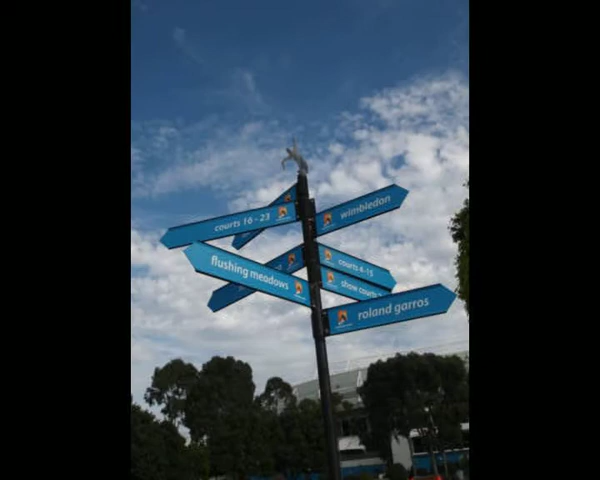 courts 16 - 23
wimbledon
flushing meadows
courts 4-15
show courts
roland garros